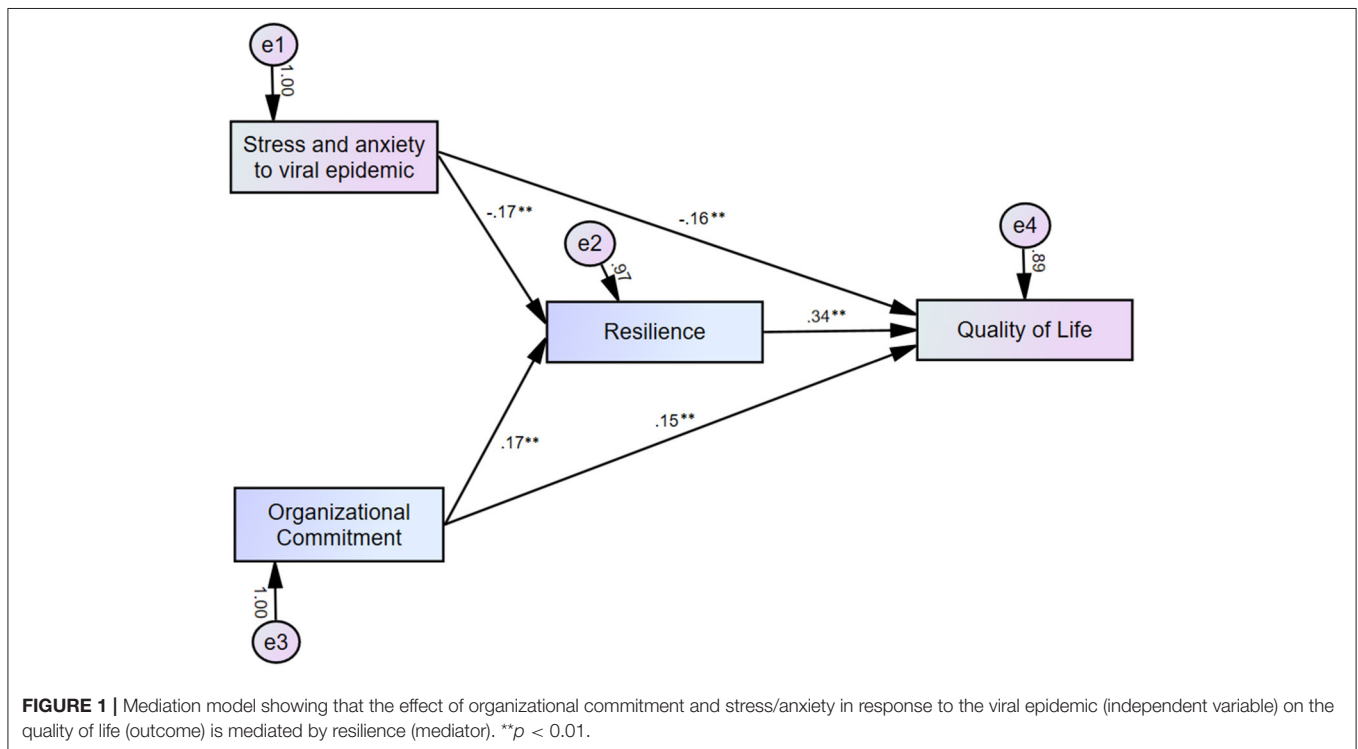 e1
1.00
Stress and anxiety
to viral epidemic
-.17**
-.16**
e2
.97
e4
.89
Resilience
.34**
Quality of Life
.17**
.15**
Organizational
Commitment
1.00
e3
FIGURE 1 | Mediation model showing that the effect of organizational commitment and stress/anxiety in response to the viral epidemic (independent variable) on the
quality of life (outcome) is mediated by resilience (mediator). **p < 0.01.